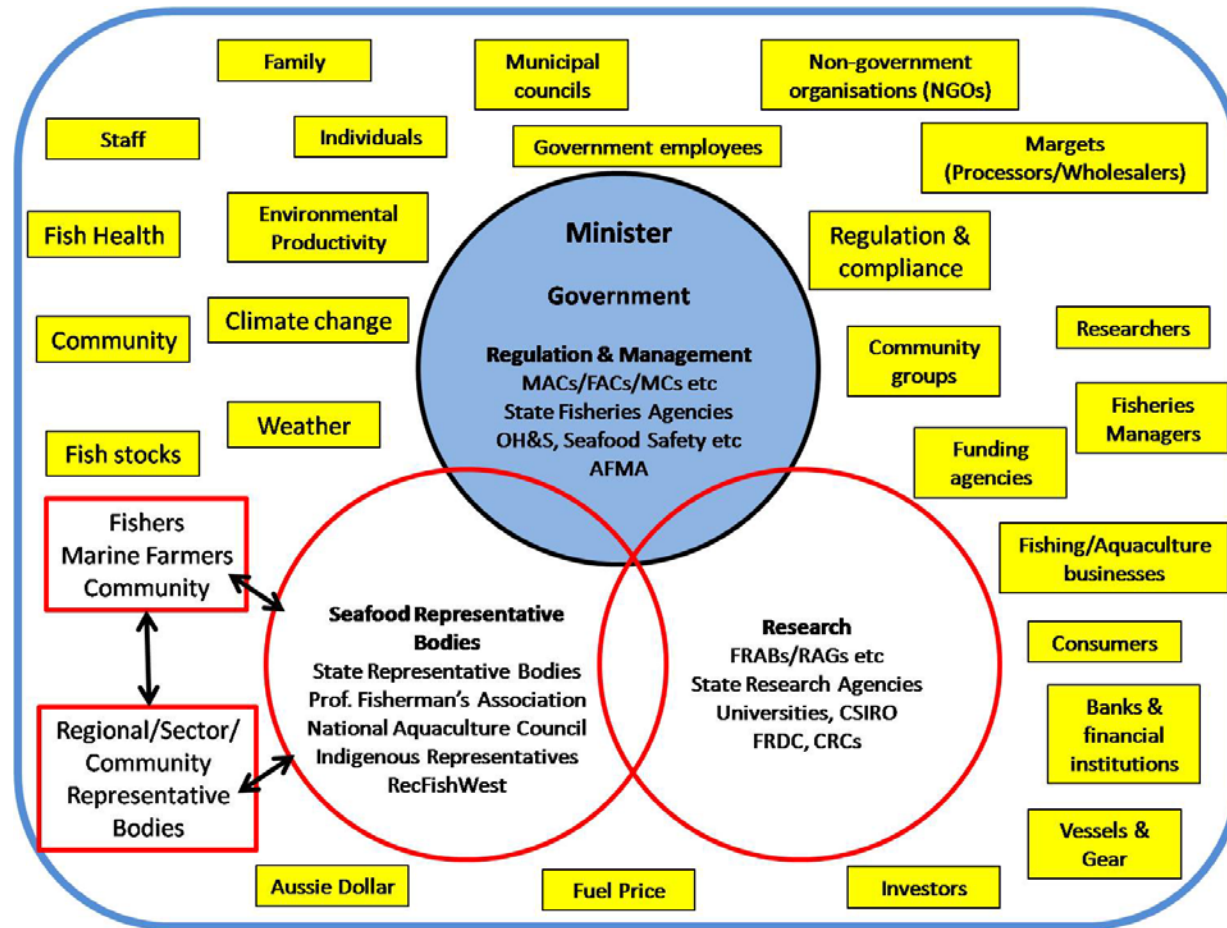 Family
Municipal
councils
Non-government
organisations (NGOs)
Staff
Individuals
Government employees
Margets
(Processors/Wholesalers)
Fish Health
Environmental
Productivity
Minister
Government
Regulation & Management
MACs/FACs/MCs etc
State Fisheries Agencies
OH&S, Seafood Safety etc
AFMA
Regulation &
compliance
Community
Climate change
Community
groups
Researchers
Fish stocks
Weather
Funding
agencies
Fisheries
Managers
Fishers
Marine Farmers
Community
Fishing/Aquaculture
businesses
Seafood Representative
Bodies
State Representative Bodies
Prof. Fisherman's Association
National Aquaculture Council
Indigenous Representatives
RecFishWest
Research
FRABs/RAGs etc
State Research Agencies
Universities, CSIRO
FRDC, CRCs
Consumers
Regional/Sector/
Community
Representative
Bodies
Banks &
financial
institutions
Vessels &
Gear
Aussie Dollar
Fuel Price
Investors